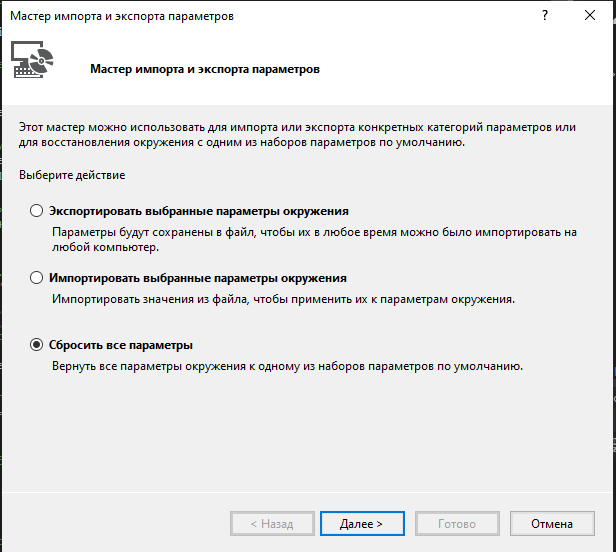 Мастер импорта и экспорта параметров
?
Мастер импорта и экспорта параметров
Этот мастер можно использовать для импорта или экспорта конкретных категорий параметров или
для восстановления окружения с одним из наборов параметров по умолчанию.
Выберите действие
Экспортировать выбранные параметры окружения
Параметры будут сохранены в файл, чтобы их в любое время можно было импортировать на
любой компьютер.
Импортировать выбранные параметры окружения
Импортировать значения из файла, чтобы применить их к параметрам окружения.
Сбросить все параметры
Вернуть все параметры окружения к одному из наборов параметров по умолчанию.
< Назад
Далее >
Готово
Отмена